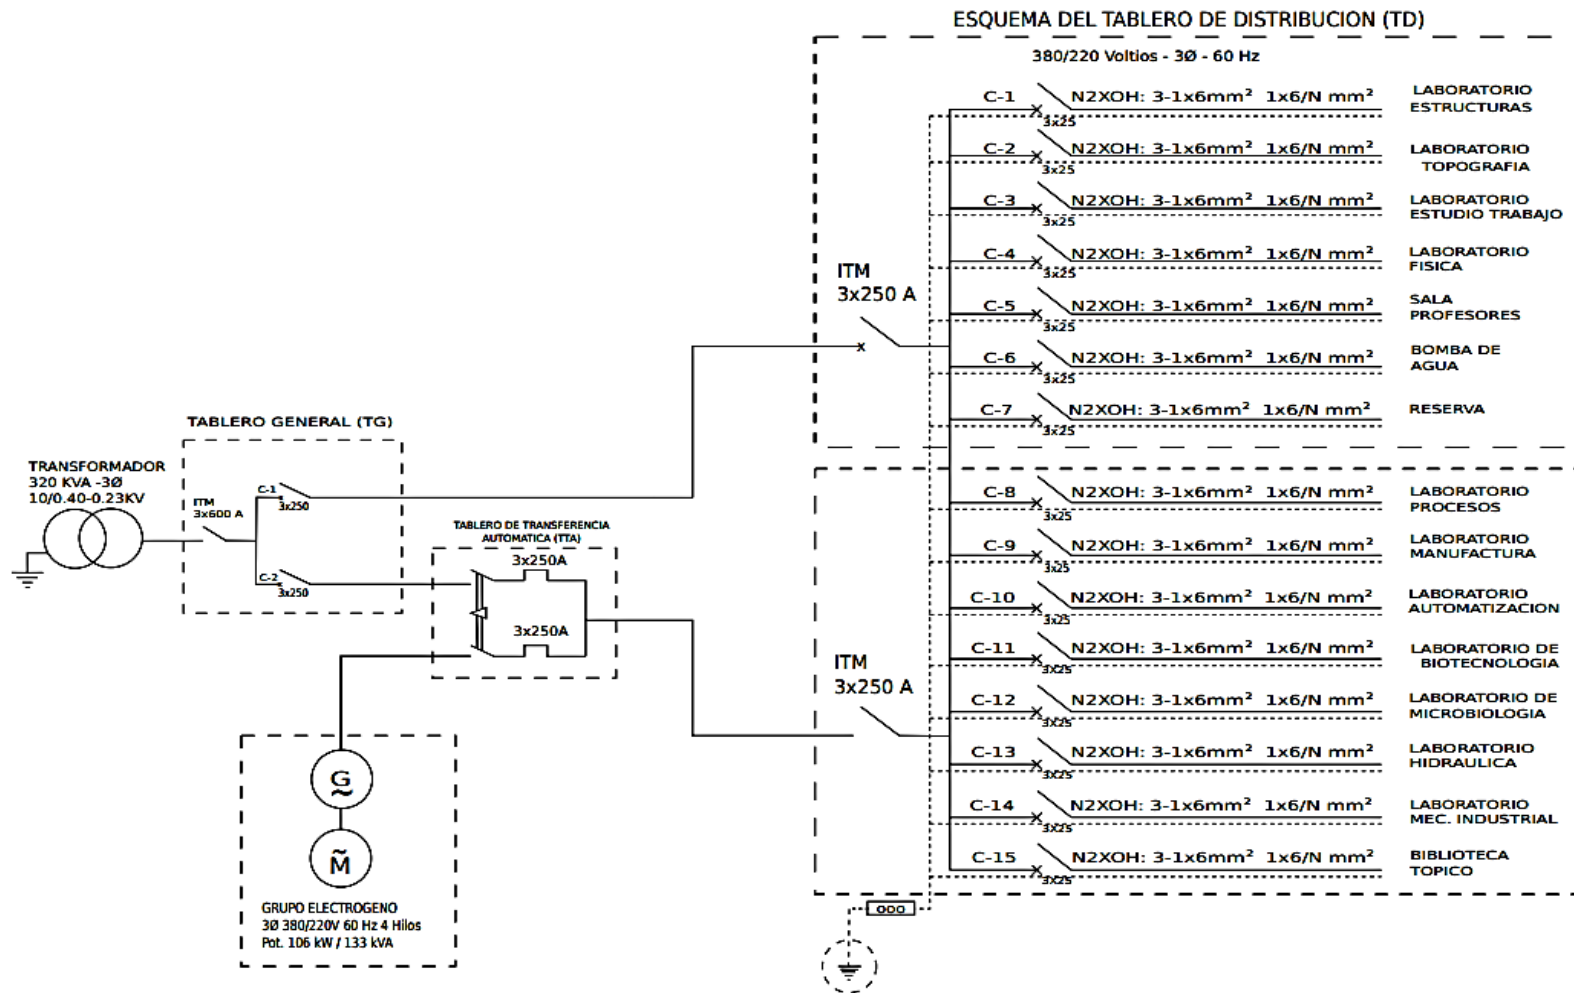 ESQUEMA DEL TABLERO DE DISTRIBUCION (TD)
380/220 Voltios - 3Ø - 60 Hz
C-1 N2XOH: 3-1x6mm² 1x6/N mm² LABORATORIO
ESTRUCTURAS
3x25
C-2 N2XOH: 3-1x6mm² 1x6/N mm² LABORATORIO
TOPOGRAFIA
3x25
C-3 N2XOH: 3-1x6mm² 1x6/N mm² LABORATORIO
ESTUDIO TRABAJO
3x25
C-4 N2XOH: 3-1x6mm² 1x6/N mm² LABORATORIO
FISICA
3x25
ITM
3x250 A
C-5 N2XOH: 3-1x6mm² 1x6/N mm² SALA
PROFESORES
3x25
C-6 N2XOH: 3-1x6mm² 1x6/N mm² BOMBA DE
AGUA
3x25
C-7 N2XOH: 3-1x6mm² 1x6/N mm² RESERVA
3x25
TABLERO GENERAL (TG)
TRANSFORMADOR
320 KVA -3Ø
10/0.40-0.23KV
ITM
3x600 A
C-1
3x250
C-2
3x250
TABLERO DE TRANSFERENCIA
AUTOMATICA (TTA)
3x250A
3x250A
C-8 N2XOH: 3-1x6mm² 1x6/N mm² LABORATORIO
PROCESOS
3x25
C-9 N2XOH: 3-1x6mm² 1x6/N mm² LABORATORIO
MANUFACTURA
3x25
C-10 N2XOH: 3-1x6mm² 1x6/N mm² LABORATORIO
AUTOMATIZACION
3x25
C-11 N2XOH: 3-1x6mm² 1x6/N mm² LABORATORIO DE
BIOTECNOLOGIA
3x25
ITM
3x250 A
C-12 N2XOH: 3-1x6mm² 1x6/N mm² LABORATORIO DE
MICROBIOLOGIA
3x25
C-13 N2XOH: 3-1x6mm² 1x6/N mm² LABORATORIO
HIDRAULICA
3x25
C-14 N2XOH: 3-1x6mm² 1x6/N mm² LABORATORIO
MEC. INDUSTRIAL
3x25
C-15 N2XOH: 3-1x6mm² 1x6/N mm² BIBLIOTECA
TOPICO
3x25
G
M
GRUPO ELECTROGENO
3Ø 380/220V 60 Hz 4 Hilos
Pot. 106 kW / 133 kVA